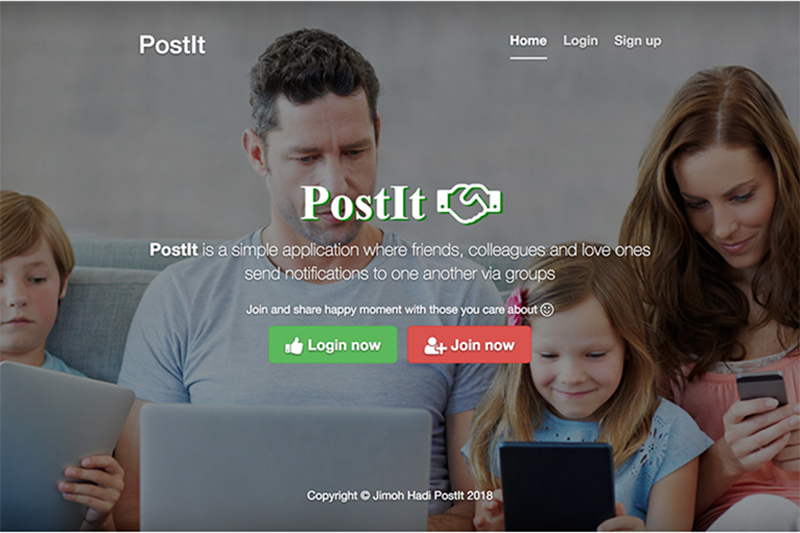 PostIt
Home Login Sign up
PostIt
PostIt is a simple application where friends, colleagues and love ones
send notifications to one another via groups
Join and share happy moment with those you care about
Login now Join now
Copyright © Jimoh Hadi PostIt 2018